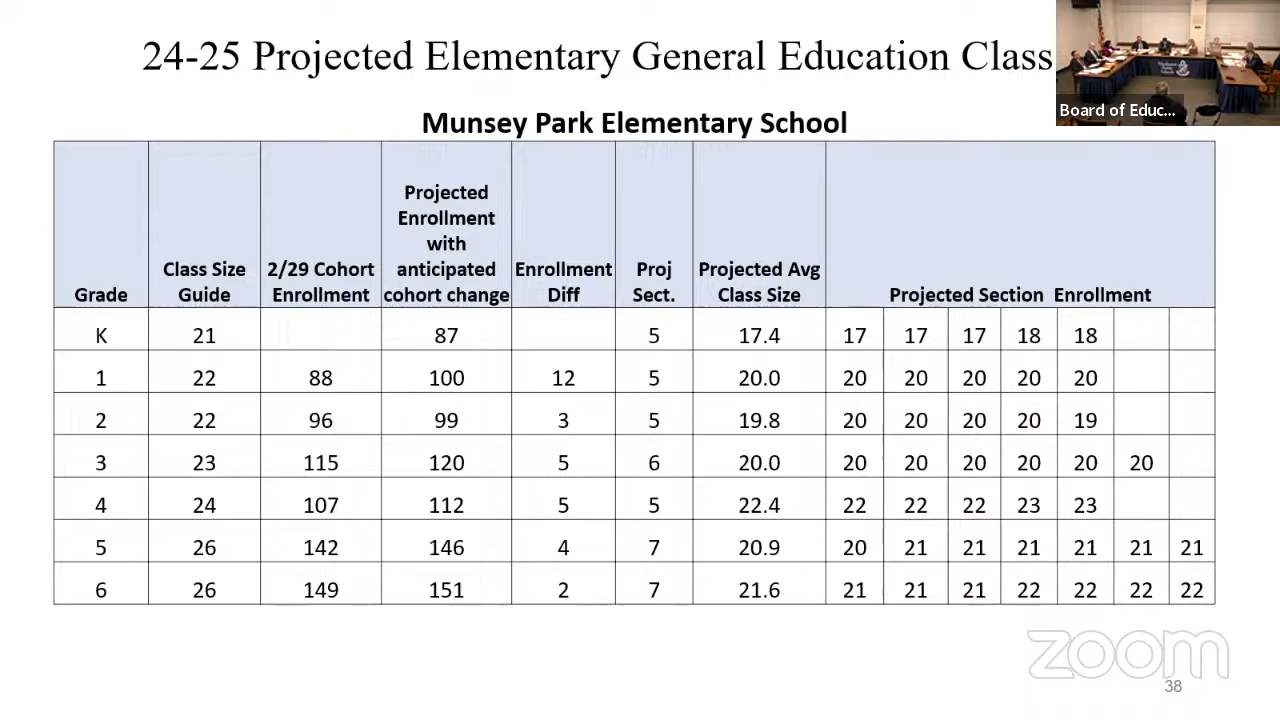 24-25 Projected Elementary General Education Class
Board of Educ...
Munsey Park Elementary School
Grade Class Size Guide 2/29 Cohort Enrollment Projected Enrollment with anticipated cohort change Enrollment Diff Proj Sect. Projected Avg Class Size Projected Section Enrollment
K 21 87 5 17.4 17 17 17 18 18
1 22 88 100 12 5 20.0 20 20 20 20 20
2 22 96 99 3 5 19.8 20 20 20 20 19
3 23 115 120 5 6 20.0 20 20 20 20 20 20
4 24 107 112 5 5 22.4 22 22 22 23 23
5 26 142 146 4 7 20.9 20 21 21 21 21 21 21
6 26 149 151 2 7 21.6 21 21 21 22 22 22 22
zoom
38